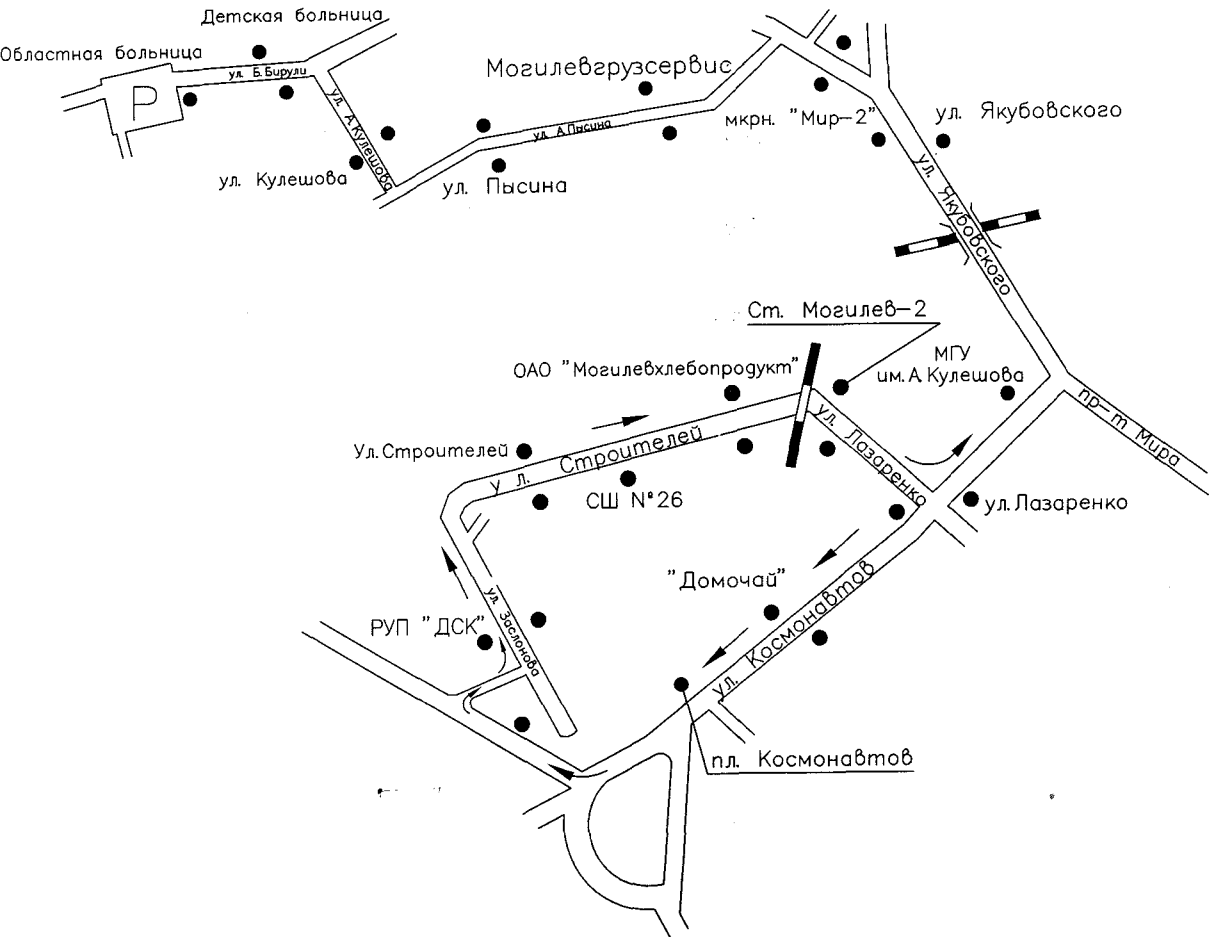 Детская больница
Областная больница
ул. Б.Бирули
Р
ул. А.Кулешова
ул. Кулешова
Могилевгрузсервис
ул. А.Пысина
ул. Пысина
мкрн. "Мир-2"
ул. Якубовского
ул. Якубовского
Ст. Могилев-2
ОАО "Могилевхлебопродукт"
МГУ
им.А.Кулешова
ул. Лазаренко
пр-т Мира
Ул.Строителей
ул. Строителей
СШ №26
ул.Лазаренко
"Домочай"
ул. Космонавтов
РУП "ДСК"
ул. Заслонова
пл. Космонавтов